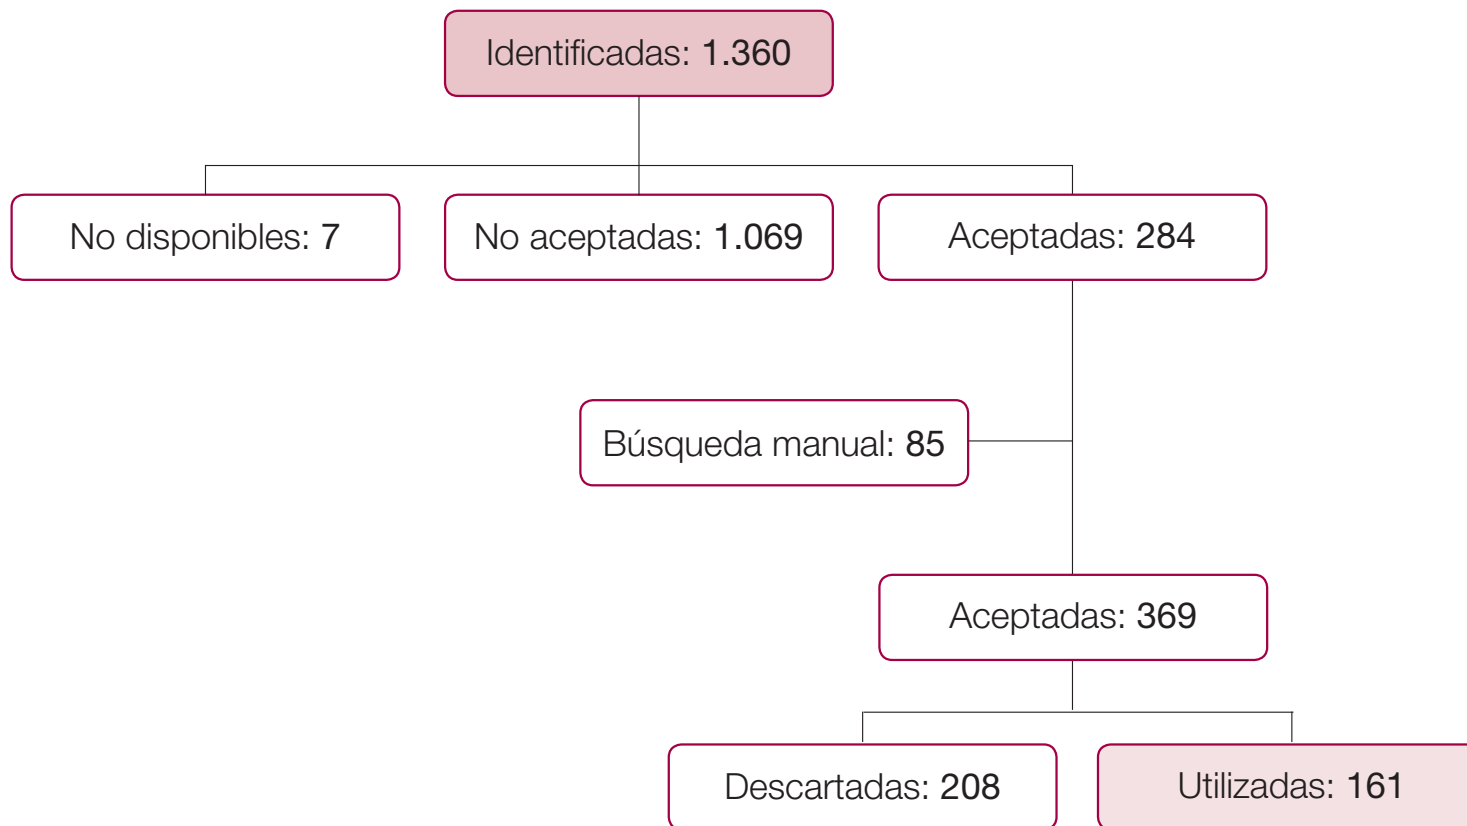 Identificadas: 1.360
No disponibles: 7
No aceptadas: 1.069
Aceptadas: 284
Búsqueda manual: 85
Aceptadas: 369
Descartadas: 208
Utilizadas: 161